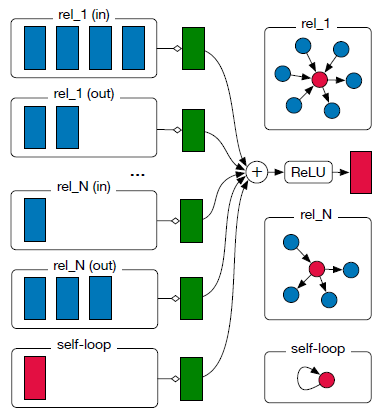 rel_1 (in)
rel_1
rel_1 (out)
...
+
ReLU
rel_N (in)
rel_N
rel_N (out)
self-loop
self-loop